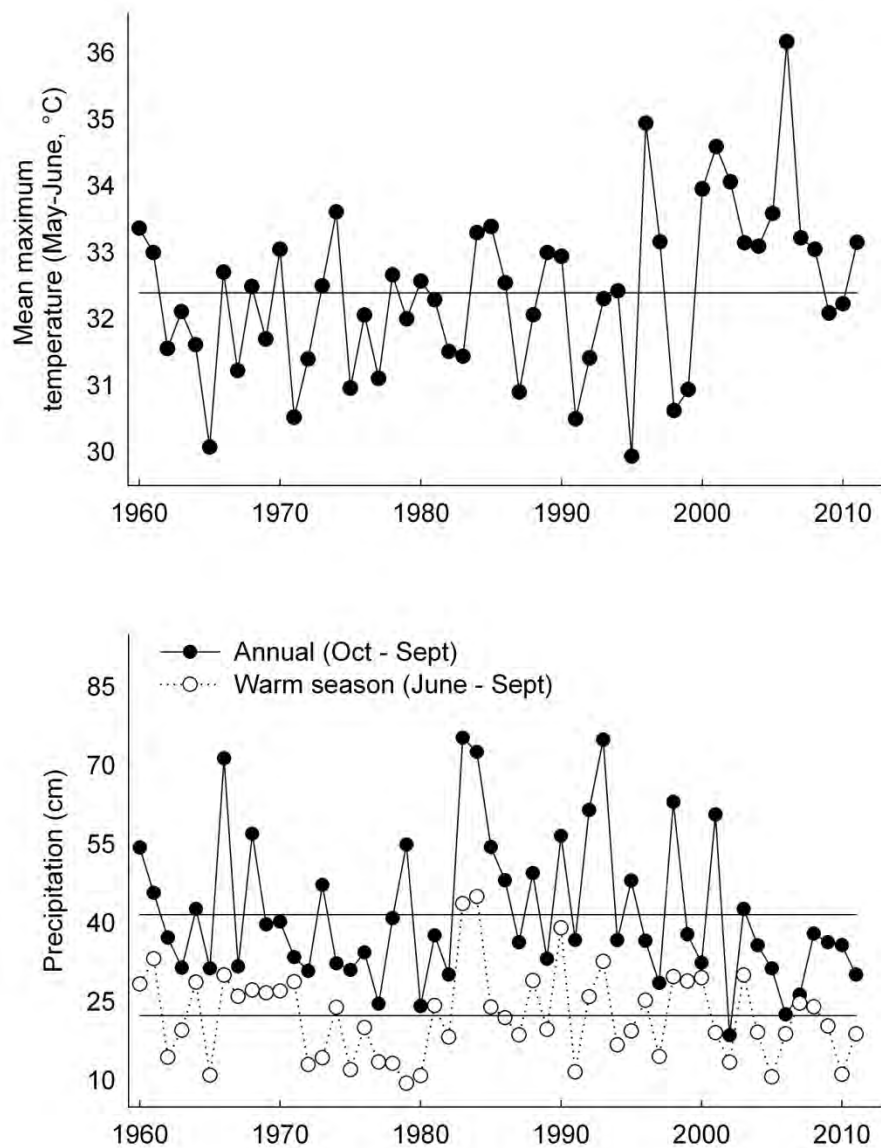 36
35
34
33
32
31
30
Mean maximum
temperature (May-June, °C)
1960 1970 1980 1990 2000 2010
Annual (Oct - Sept)
Warm season (June - Sept)
85
70
55
40
25
10
Precipitation (cm)
1960 1970 1980 1990 2000 2010